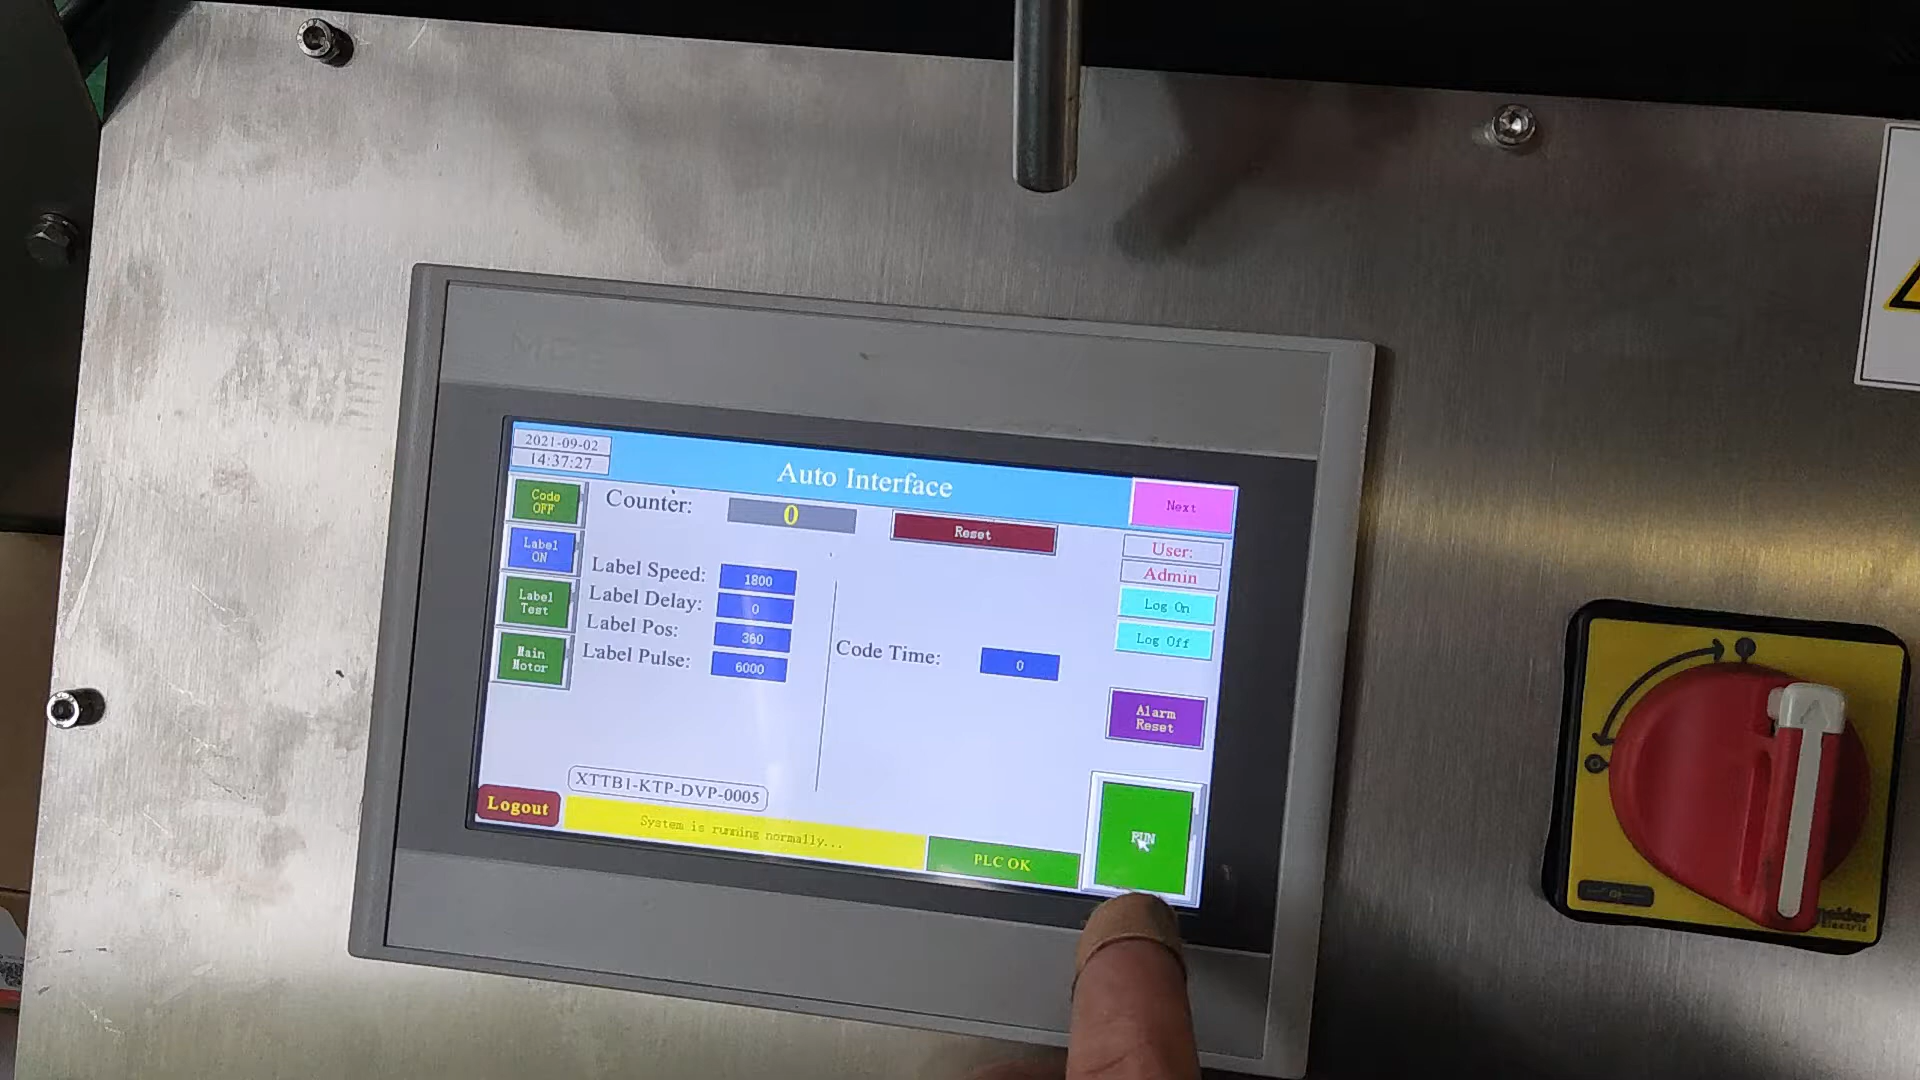 2021-09-02
14:37:27
Auto Interface
Next
Code
OFF
Counter:
0
Reset
Label
ON
User:
Admin
Label Speed:
1800
Label Delay:
0
Label Pos:
360
Label Pulse:
6000
Label
Test
Main
Motor
Code Time:
0
Log On
Log Off
Alarm
Reset
XTTB1-KTP-DVP-0005
Logout
System is running normally...
PLC OK
RUN
Electric